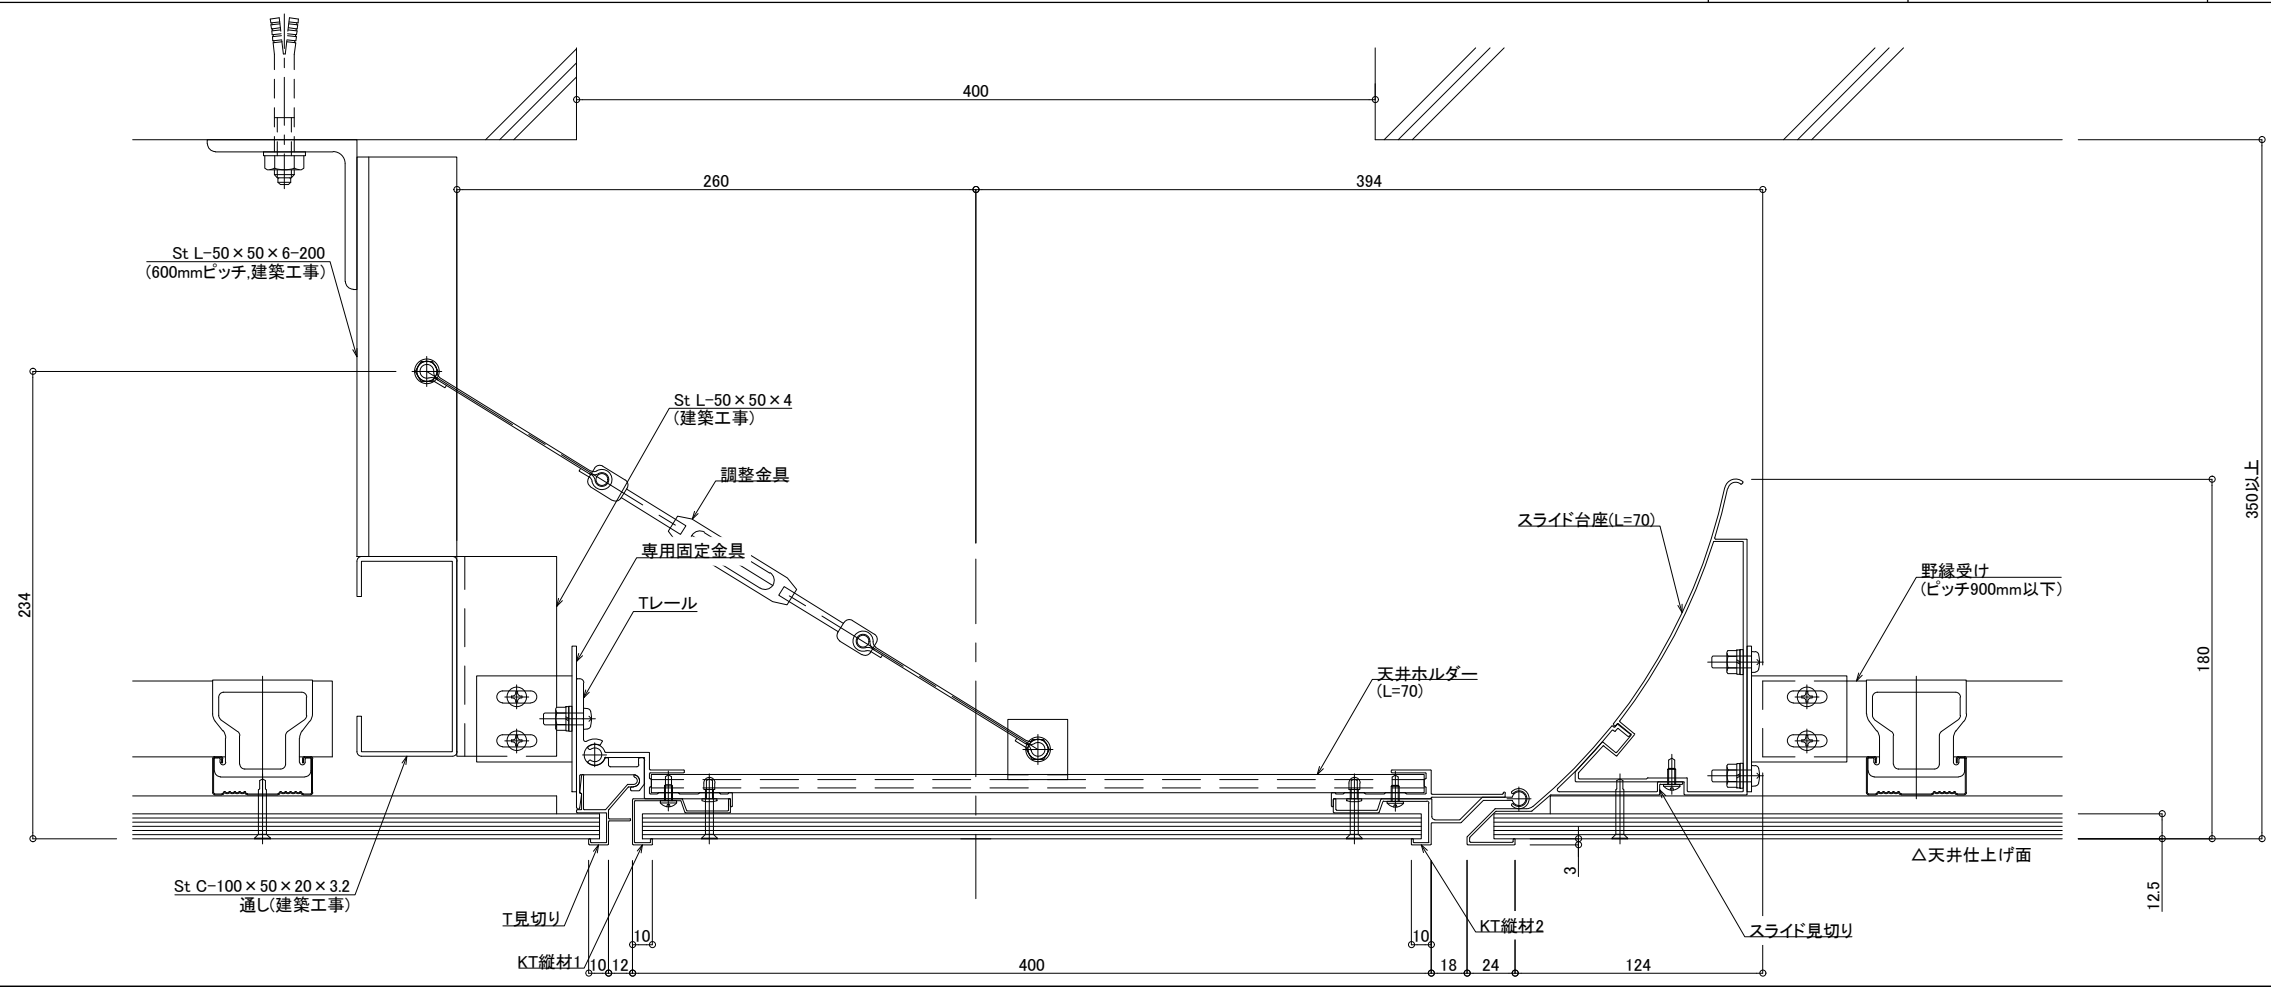 400
260
394
St L-50×50×6-200
(600mmピッチ,建築工事)
St L-50×50×4
(建築工事)
調整金具
専用固定金具
Tレール
スライド台座(L=70)
野縁受け
(ピッチ900mm以下)
天井ホルダー
(L=70)
234
180
350以上
△天井仕上げ面
3
12.5
St C-100×50×20×3.2
通し(建築工事)
T見切り
KT縦材1
KT縦材2
スライド見切り
10
10
10
12
400
18
24
124